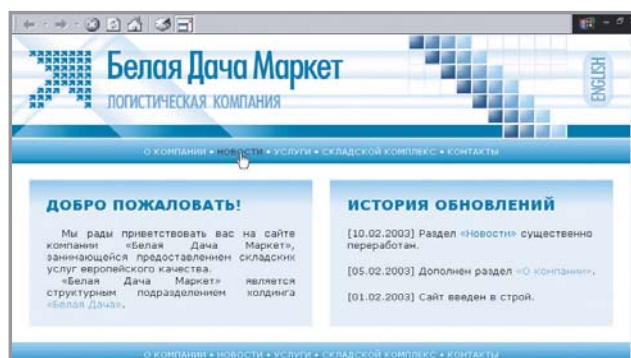 Белая Дача Маркет
ЛОГИСТИЧЕСКАЯ КОМПАНИЯ
ENGLISH
О КОМПАНИИ • НОВОСТИ • УСЛУГИ • СКЛАДСКОЙ КОМПЛЕКС • КОНТАКТЫ
ДОБРО ПОЖАЛОВАТЬ!
Мы рады приветствовать вас на сайте
компании «Белая Дача Маркет»,
занимающейся предоставлением складских
услуг европейского качества.
«Белая Дача Маркет» является
структурным подразделением холдинга
«Белая Дача».
ИСТОРИЯ ОБНОВЛЕНИЙ
[10.02.2003] Раздел «Новости» существенно
переработан.
[05.02.2003] Дополнен раздел «О компании».
[01.02.2003] Сайт введен в строй.
О КОМПАНИИ • НОВОСТИ • УСЛУГИ • СКЛАДСКОЙ КОМПЛЕКС • КОНТАКТЫ